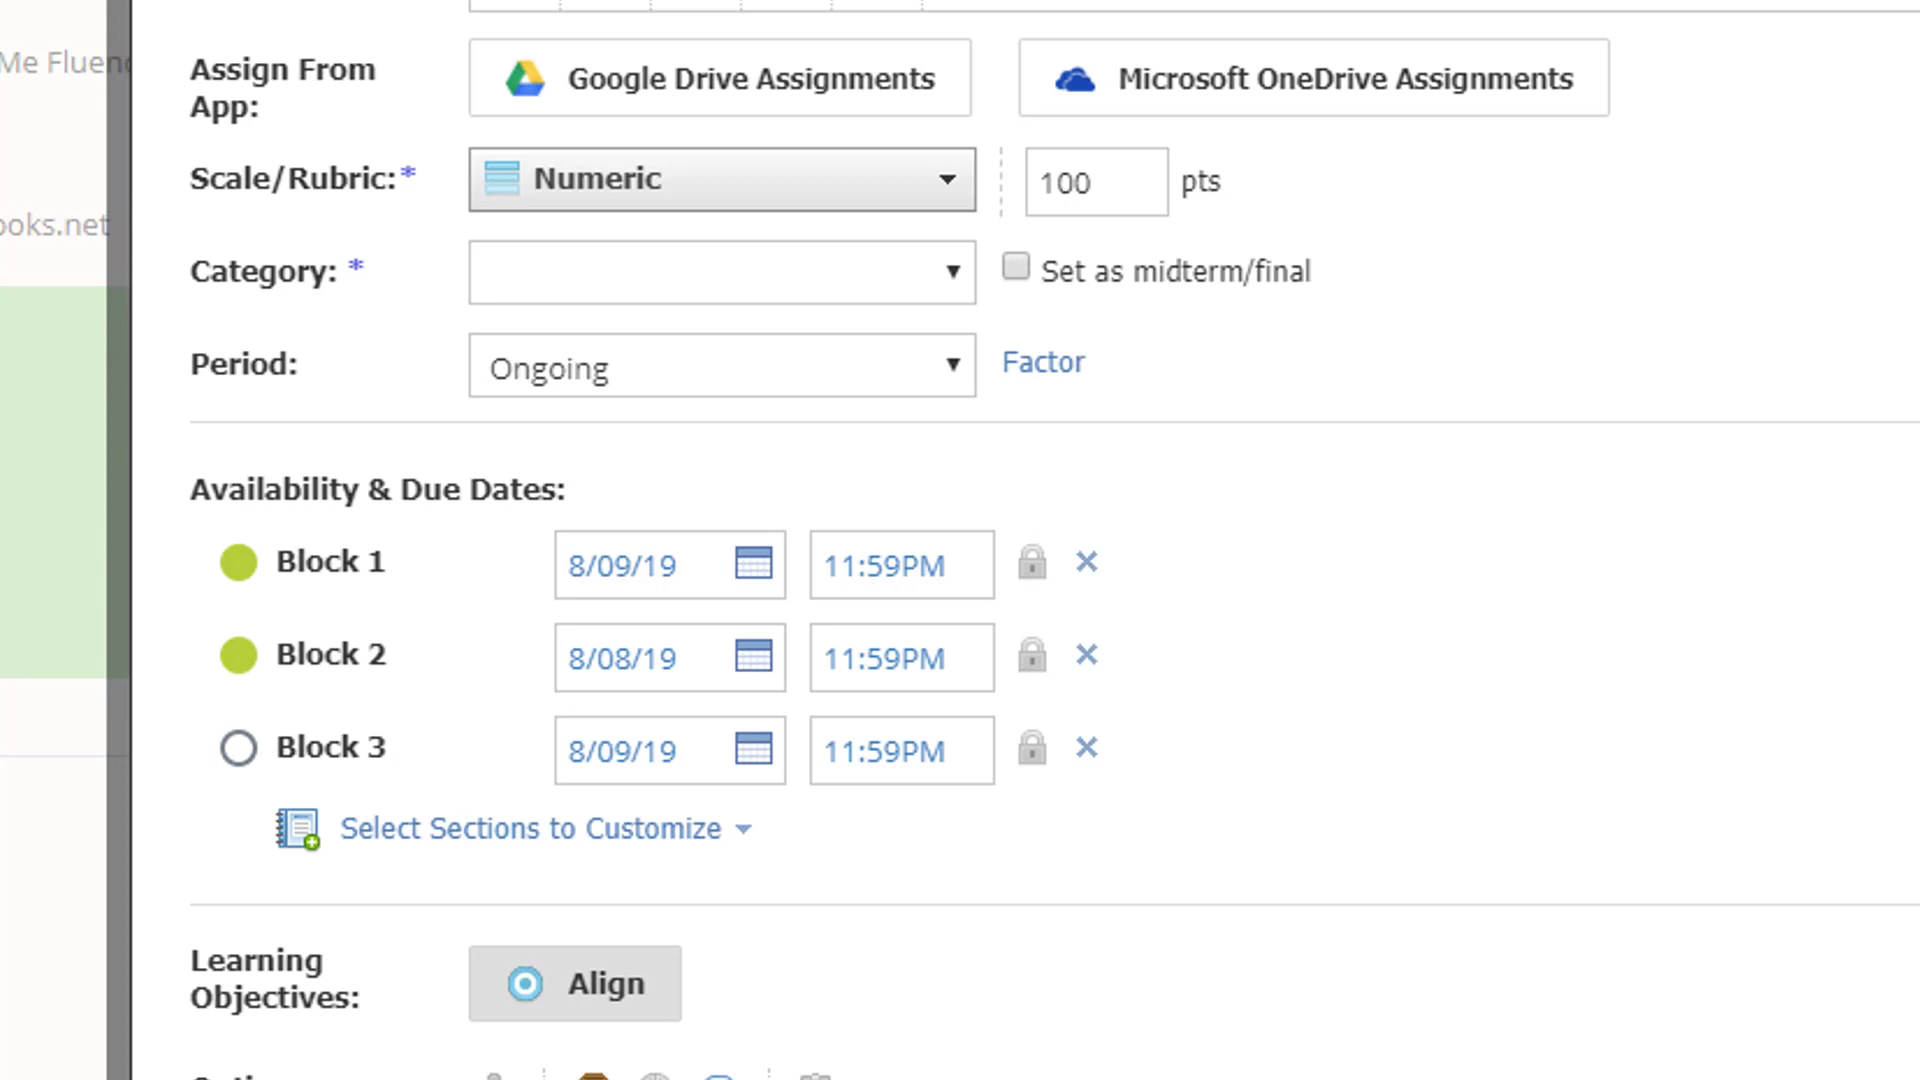 Me Fluen
Assign From
App:
Google Drive Assignments
Microsoft OneDrive Assignments
Scale/Rubric:*
Numeric
100 pts
ooks.net
Category: *
Set as midterm/final
Period:
Ongoing
Factor
Availability & Due Dates:
Block 1 8/09/19 11:59PM ×
Block 2 8/08/19 11:59PM ×
Block 3 8/09/19 11:59PM ×
Select Sections to Customize
Learning
Objectives:
Align